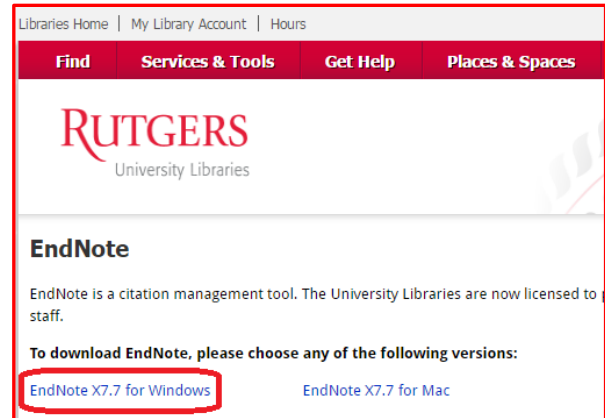 Libraries Home | My Library Account | Hours
Find Services & Tools Get Help Places & Spaces
RUTGERS
University Libraries
EndNote
EndNote is a citation management tool. The University Libraries are now licensed to
staff.
To download EndNote, please choose any of the following versions:
EndNote X7.7 for Windows EndNote X7.7 for Mac